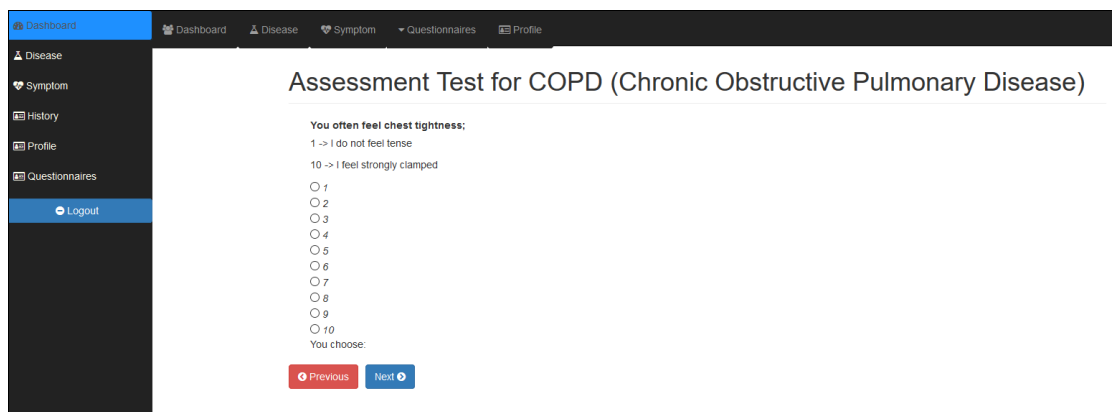 Dashboard
Disease
Symptom
History
Profile
Questionnaires
Logout
Dashboard Disease Symptom Questionnaires Profile
Assessment Test for COPD (Chronic Obstructive Pulmonary Disease)
You often feel chest tightness;
1 -> I do not feel tense
10 -> I feel strongly clamped
1
2
3
4
5
6
7
8
9
10
You choose:
Previous Next